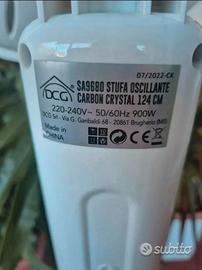 07/2022-CX
DCG
SA9680 STUFA OSCILLANTE
CARBON CRYSTAL 124 CM
220-240V~ 50/60Hz 900W
DCG Srl - Via G. Garibaldi 68 - 20861 Brugherio (MB)
Made in
CHINA
subito